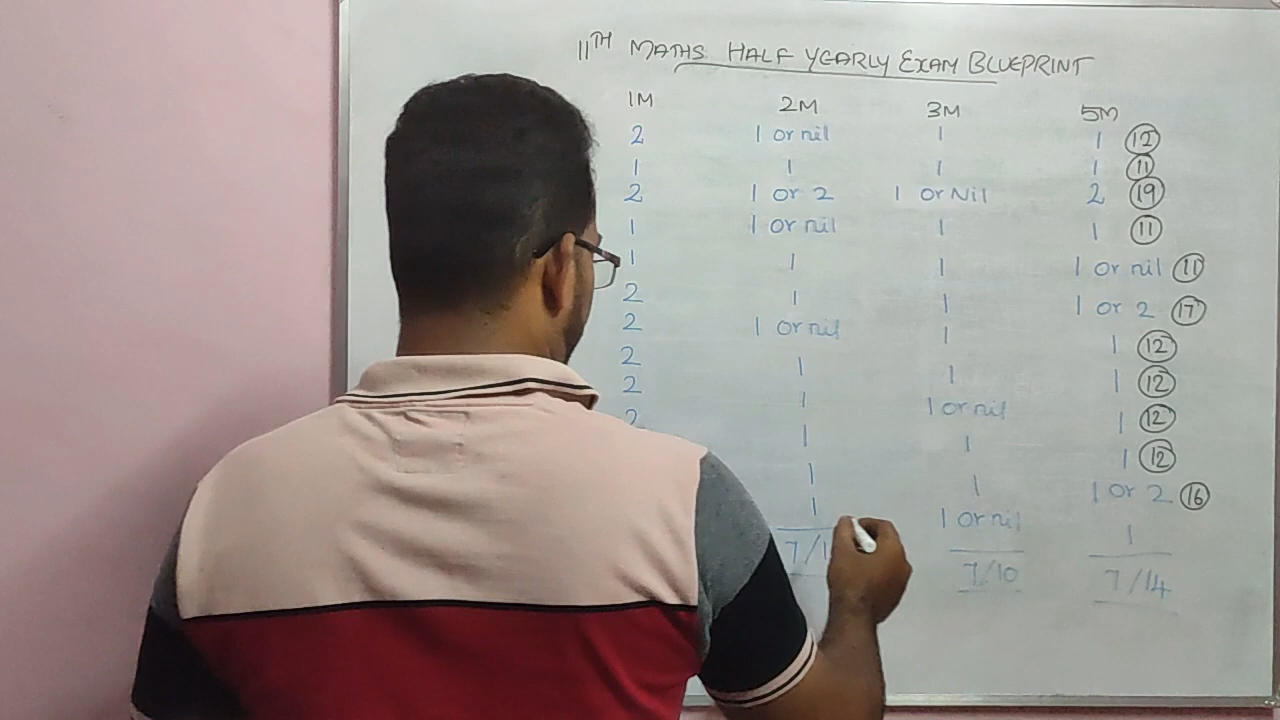 11TH MATHS HALF YEARLY EXAM BLUEPRINT
1M 2M 3M 5M
2 1 or nil 1 1 12
1 1 1 1 11
2 1 or 2 1 or Nil 2 19
1 1 or nil 1 1 11
1 1 1 1 or nil 11
2 1 1 1 or 2 17
2 1 or nil 1 1 12
2 1 1 1 12
2 1 1 or nil 1 12
2 1 1 1 12
1 1 1 or 2 16
1 1 or nil 1
7/1 7/10 7/14